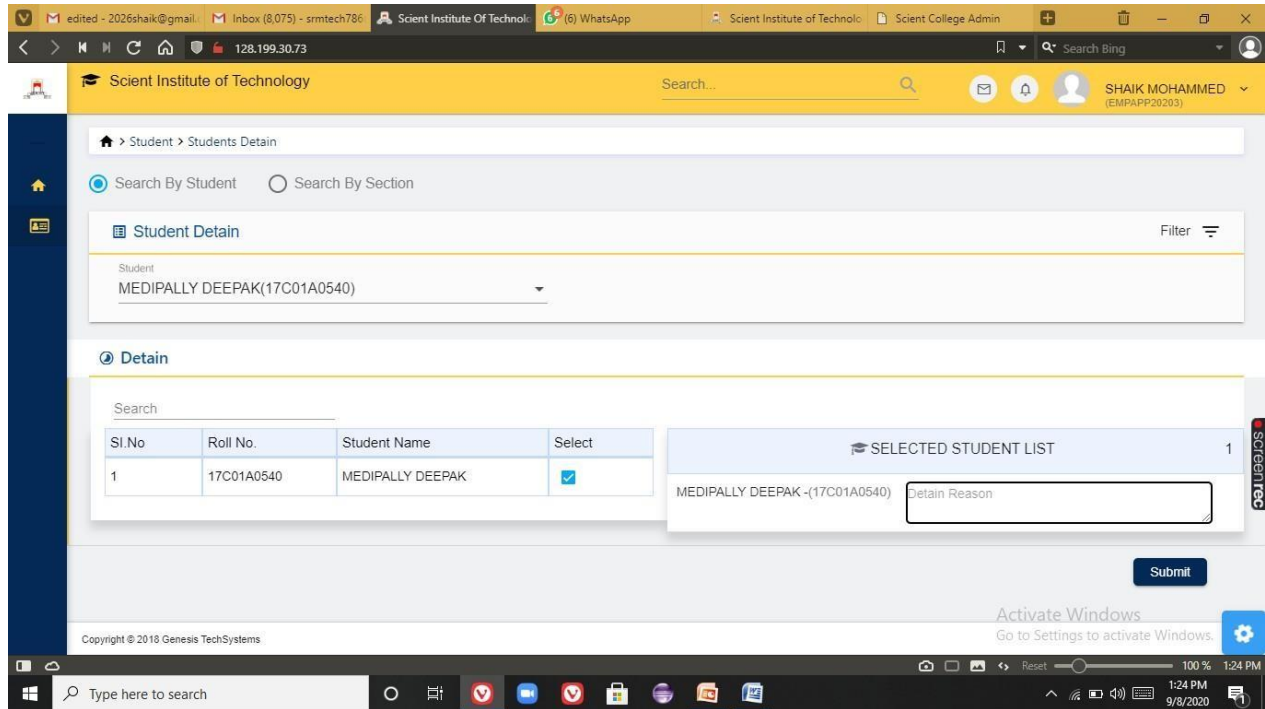 edited - 2026shaik@gmail. Inbox (8,075) - srmtech786 Scient Institute Of Technolo (6) WhatsApp Scient Institute of Technolo Scient College Admin
128.199.30.73 Search Bing
Scient Institute of Technology Search... SHAIK MOHAMMED
(EMPAPP20203)
> Student > Students Detain
Search By Student Search By Section
Student Detain Filter
Student
MEDIPALLY DEEPAK(17C01A0540)
Detain
Search
Sl.No Roll No. Student Name Select
1 17C01A0540 MEDIPALLY DEEPAK
SELECTED STUDENT LIST 1
MEDIPALLY DEEPAK -(17C01A0540) Detain Reason
screenrec
Submit
Activate Windows
Go to Settings to activate Windows.
Copyright © 2018 Genesis TechSystems
Reset 100 % 1:24 PM
Type here to search 1:24 PM
9/8/2020